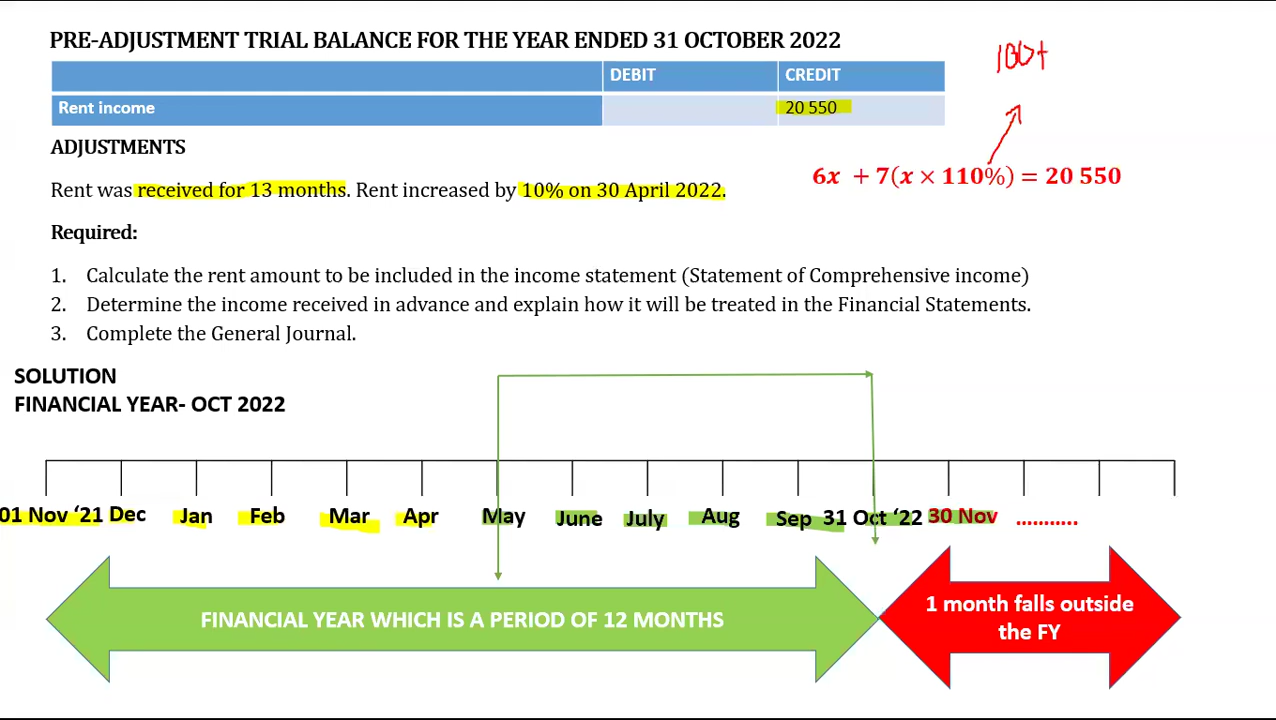 PRE-ADJUSTMENT TRIAL BALANCE FOR THE YEAR ENDED 31 OCTOBER 2022
DEBIT CREDIT
Rent income 20 550
ADJUSTMENTS
Rent was received for 13 months. Rent increased by 10% on 30 April 2022.
6x + 7(x × 110%) = 20 550
Required:
1. Calculate the rent amount to be included in the income statement (Statement of Comprehensive income)
2. Determine the income received in advance and explain how it will be treated in the Financial Statements.
3. Complete the General Journal.
SOLUTION
FINANCIAL YEAR- OCT 2022
01 Nov ‘21 Dec Jan Feb Mar Apr May June July Aug Sep 31 Oct ‘22 30 Nov ...........
FINANCIAL YEAR WHICH IS A PERIOD OF 12 MONTHS
1 month falls outside
the FY